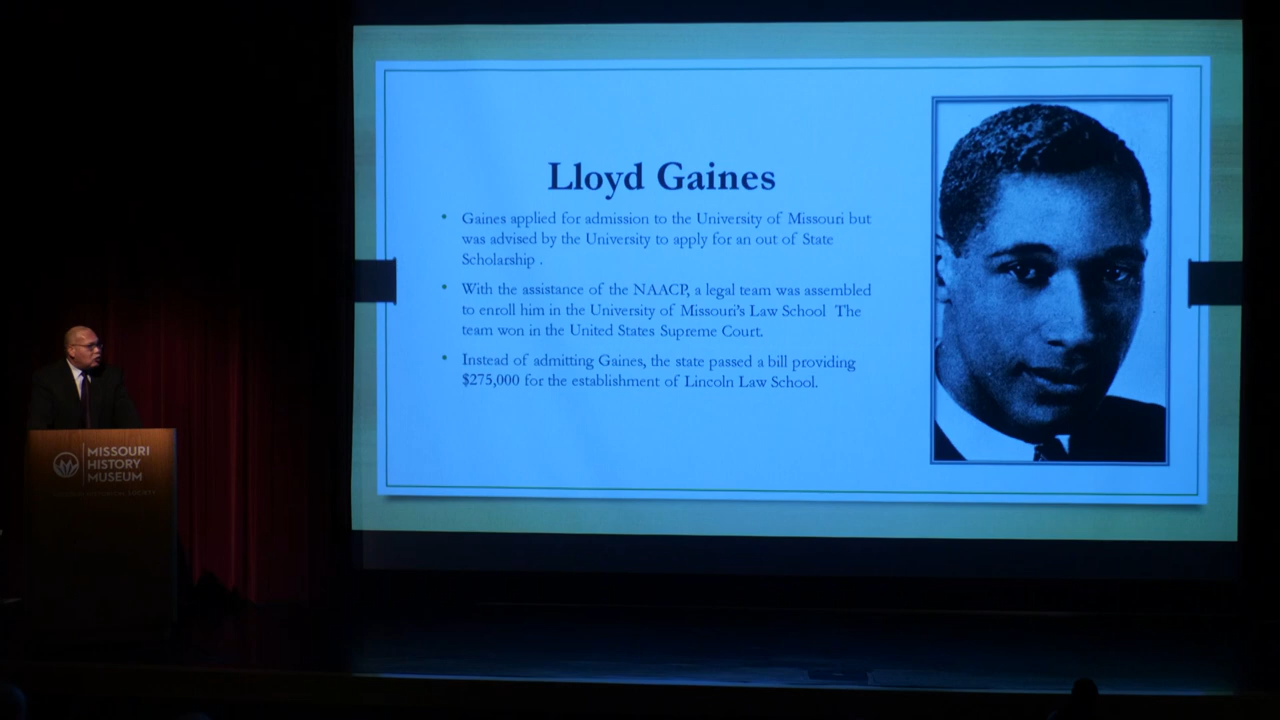 Lloyd Gaines
• Gaines applied for admission to the University of Missouri but
was advised by the University to apply for an out of State
Scholarship .
• With the assistance of the NAACP, a legal team was assembled
to enroll him in the University of Missouri's Law School The
team won in the United States Supreme Court.
• Instead of admitting Gaines, the state passed a bill providing
$275,000 for the establishment of Lincoln Law School.
MISSOURI
HISTORY
MUSEUM